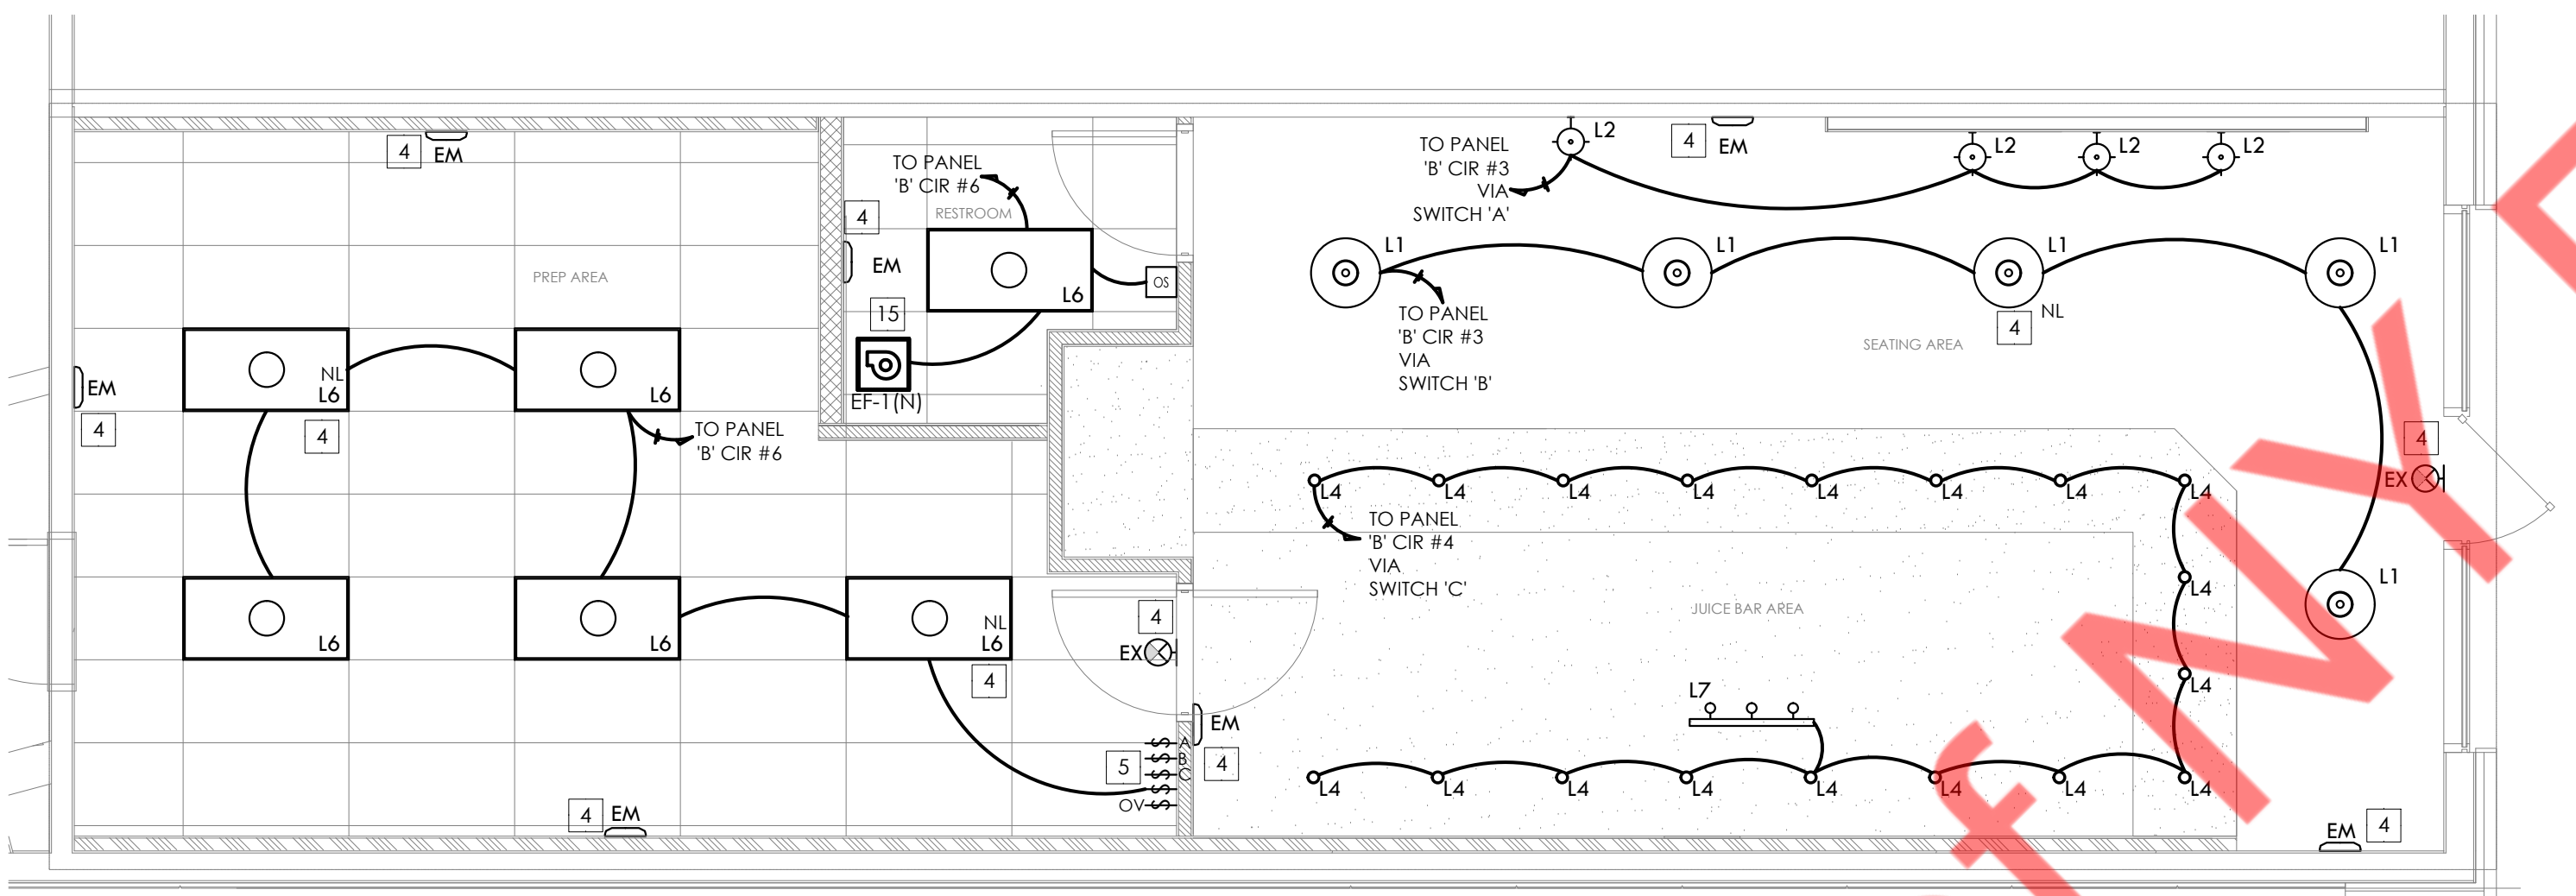 4
EM
PREP AREA
EM
4
NL
L6
4
L6
TO PANEL
'B' CIR #6
L6
L6
NL
L6
4
4
EM
TO PANEL
'B' CIR #6
RESTROOM
4
EM
L6
OS
15
EF-1(N)
4
EX
A
B
C
5
OV
EM
4
TO PANEL
'B' CIR #3
VIA
SWITCH 'A'
L2
4
EM
L2
L2
L2
L1
L1
L1
NL
4
L1
TO PANEL
'B' CIR #3
VIA
SWITCH 'B'
SEATING AREA
4
EX
L1
L4
L4
L4
L4
L4
L4
L4
L4
TO PANEL
'B' CIR #4
VIA
SWITCH 'C'
L4
JUICE BAR AREA
L4
L7
L4
L4
L4
L4
L4
L4
L4
L4
EM
4